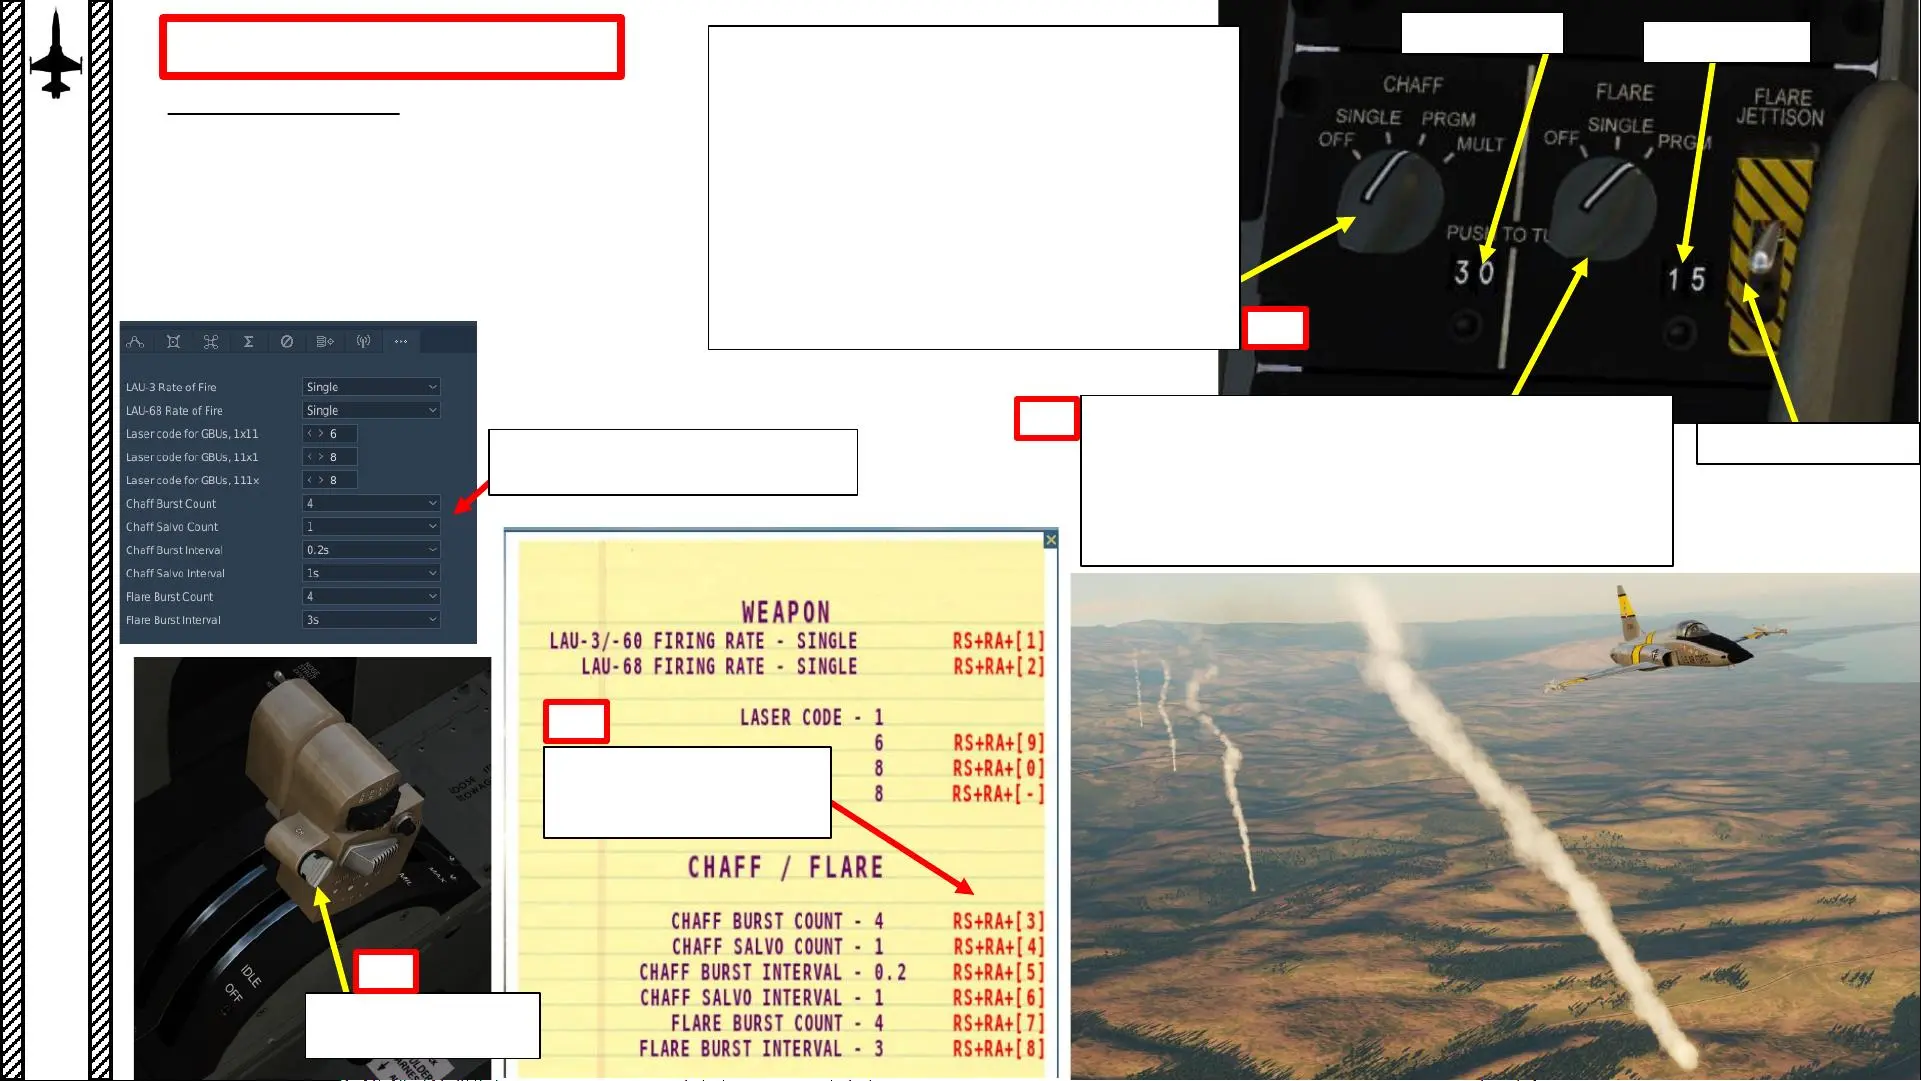 CHAFF
SINGLE PRGM
OFF MULT
PUSH TO TU
30
FLARE
OFF SINGLE PRGM
15
FLARE
JETTISON
LAU-3 Rate of Fire Single
LAU-68 Rate of Fire Single
Laser code for GBUs, 1x11 < > 6
Laser code for GBUs, 11x1 < > 8
Laser code for GBUs, 111x < > 8
Chaff Burst Count 4
Chaff Salvo Count 1
Chaff Burst Interval 0.2s
Chaff Salvo Interval 1s
Flare Burst Count 4
Flare Burst Interval 3s
WEAPON
LAU-3/-60 FIRING RATE - SINGLE RS+RA+[1]
LAU-68 FIRING RATE - SINGLE RS+RA+[2]
LASER CODE - 1
6 RS+RA+[9]
8 RS+RA+[0]
8 RS+RA+[-]
CHAFF / FLARE
CHAFF BURST COUNT - 4 RS+RA+[3]
CHAFF SALVO COUNT - 1 RS+RA+[4]
CHAFF BURST INTERVAL - 0.2 RS+RA+[5]
CHAFF SALVO INTERVAL - 1 RS+RA+[6]
FLARE BURST COUNT - 4 RS+RA+[7]
FLARE BURST INTERVAL - 3 RS+RA+[8]
MAX
IDLE
OFF